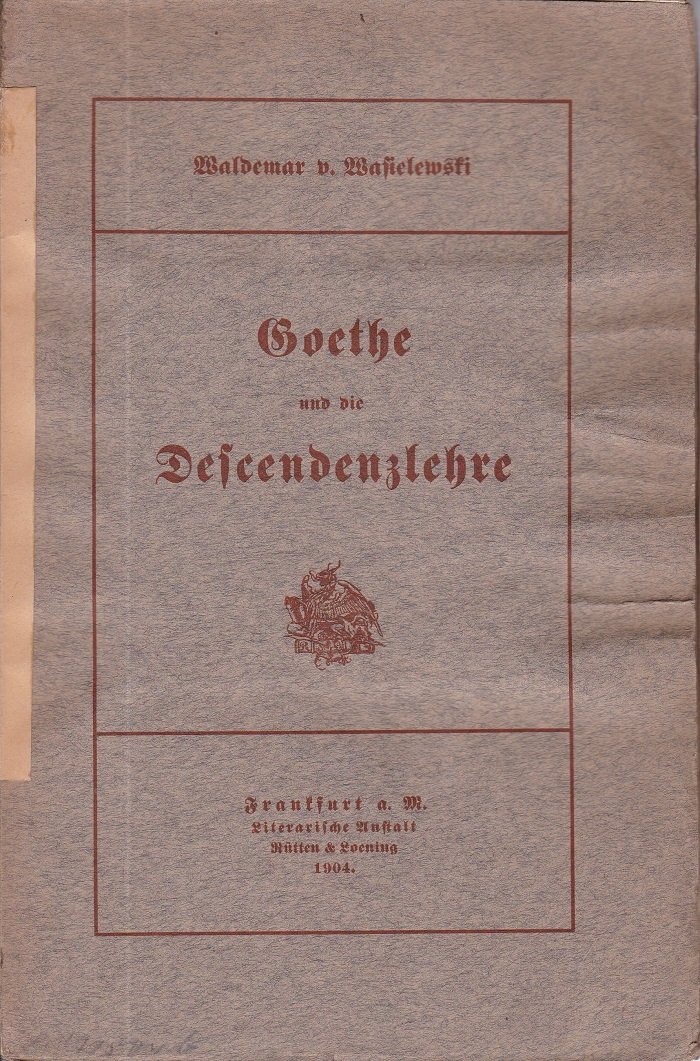 Waldemar v. Wasielewski
Goethe
und die
Descendenzlehre
Frankfurt a. M.
Literarische Anstalt
Rütten & Loening
1904.